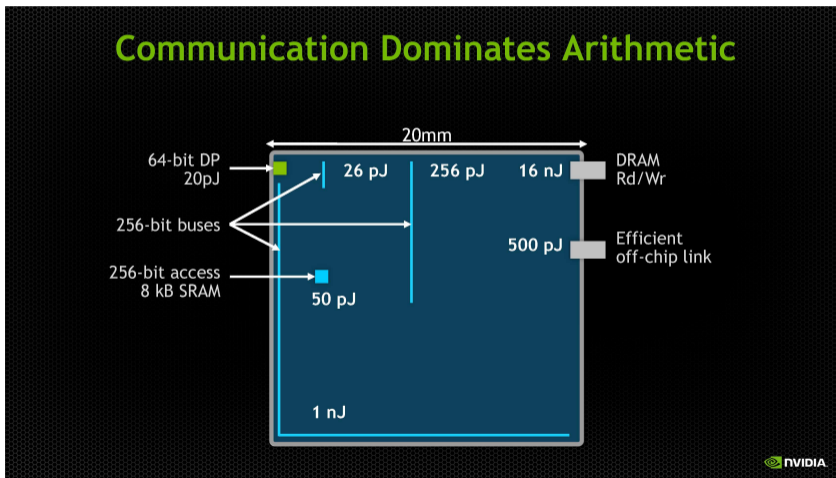 Communication Dominates Arithmetic
20mm
64-bit DP
20pJ
26 pJ
256 pJ
16 nJ
DRAM
Rd/Wr
256-bit buses
500 pJ
Efficient
off-chip link
256-bit access
8 kB SRAM
50 pJ
1 nJ
NVIDIA